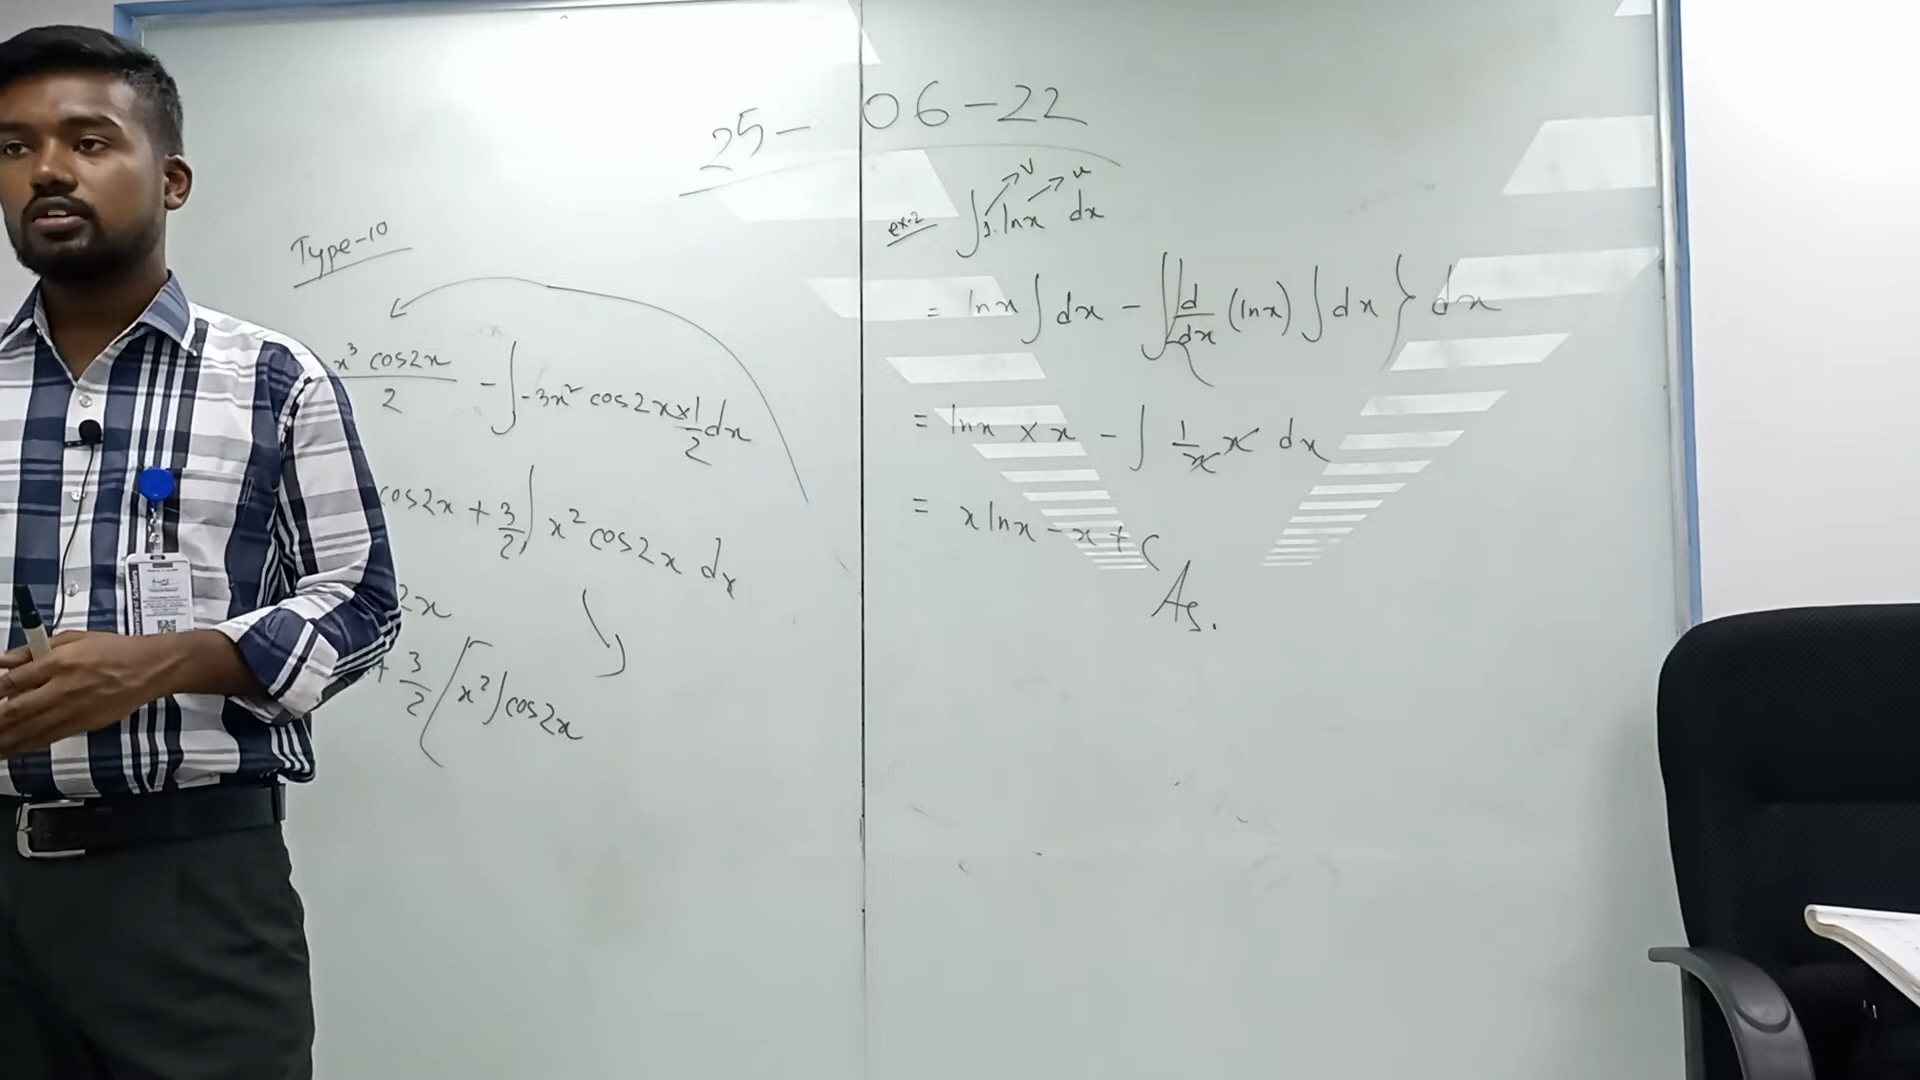 25-06-22
Type-10
x³ cos2x / 2 - ∫ -3x² cos2x × 1/2 dx
cos2x + 3/2 ∫ x² cos2x dx
2x
+ 3/2 [ x² ∫ cos2x
ex-2 ∫ 1. lnx dx
v u
= lnx ∫ dx - ∫ { d/dx (lnx) ∫ dx } dx
= lnx × x - ∫ 1/x x dx
= x lnx - x + c
As.